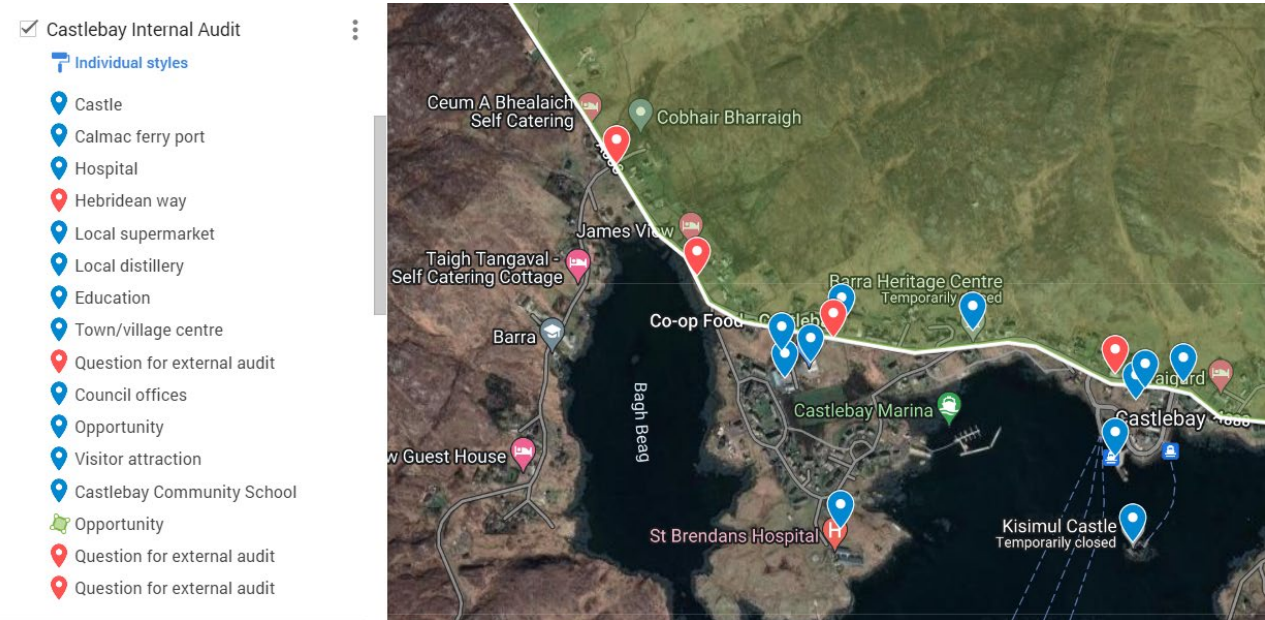 Castlebay Internal Audit
Individual styles
Castle
Calmac ferry port
Hospital
Hebridean way
Local supermarket
Local distillery
Education
Town/village centre
Question for external audit
Council offices
Opportunity
Visitor attraction
Castlebay Community School
Opportunity
Question for external audit
Question for external audit
Ceum A Bhealaich
Self Catering
Cobhair Bharraigh
James View
Taigh Tangaval -
Self Catering Cottage
Barra Heritage Centre
Temporarily closed
Co-op Food
Barra
Bagh Beag
Castlebay Marina
Castlebay
Guest House
St Brendans Hospital
H
Kisimul Castle
Temporarily closed